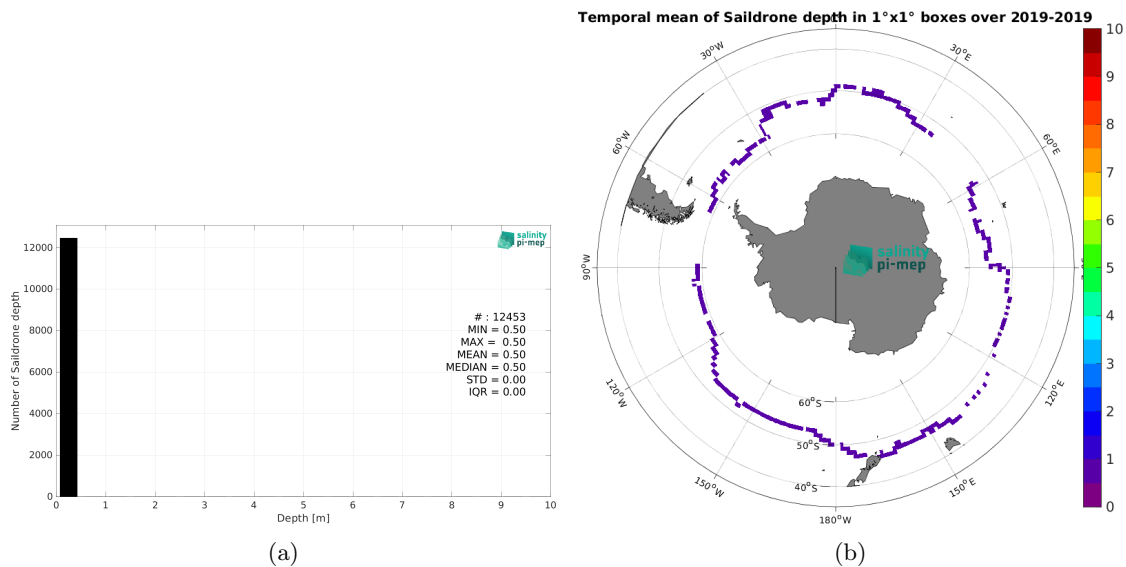 Temporal mean of Saildrone depth in 1°x1° boxes over 2019-2019
salinity
pi-mep
# : 12453
MIN = 0.50
MAX = 0.50
MEAN = 0.50
MEDIAN = 0.50
STD = 0.00
IQR = 0.00
Number of Saildrone depth
12000
10000
8000
6000
4000
2000
0
0 1 2 3 4 5 6 7 8 9 10
Depth [m]
(a)
30°W
30°E
60°W
60°E
90°W
120°W
120°E
150°W
150°E
180°W
60°S
50°S
40°S
salinity
pi-mep
10
9
8
7
6
5
4
3
2
1
0
(b)